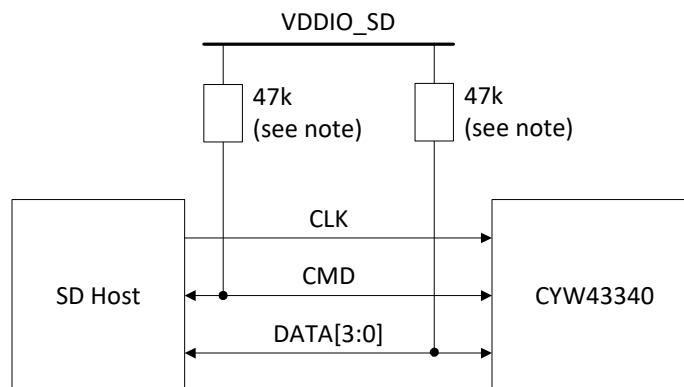 VDDIO_SD
47k
(see note)
47k
(see note)
CLK
CMD
SD Host
CYW43340
DATA[3:0]